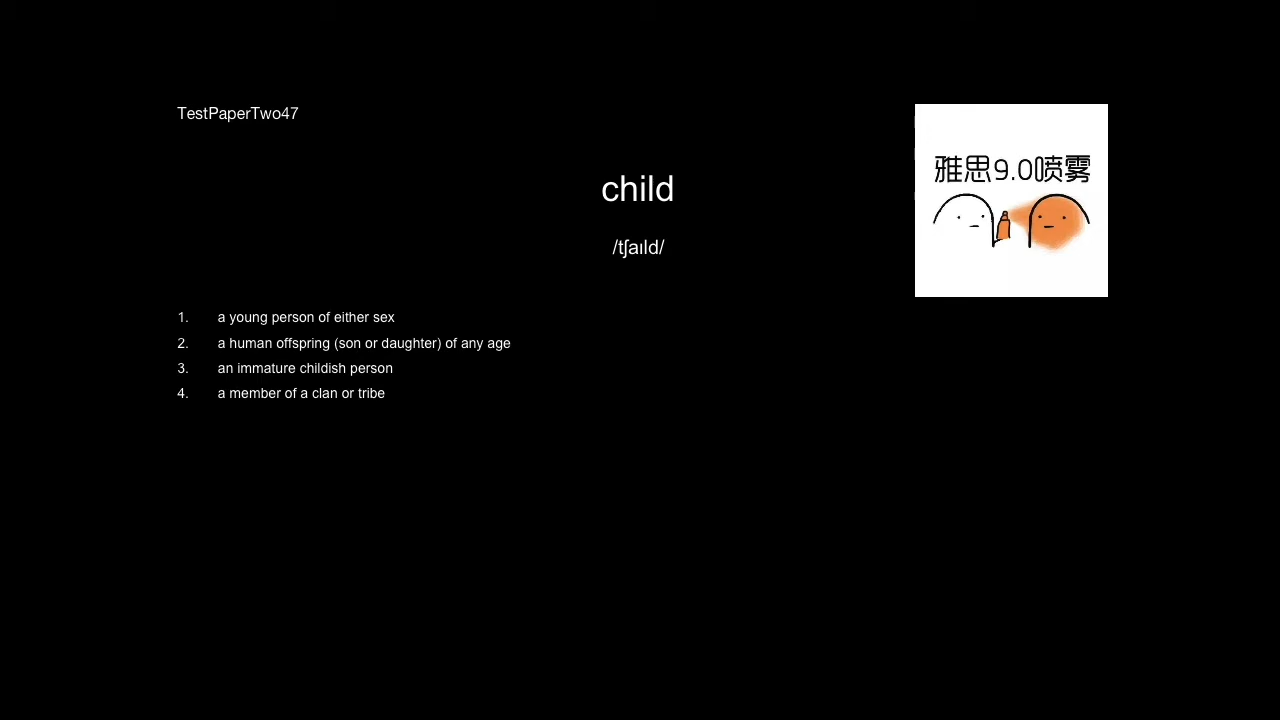 TestPaperTwo47
雅思9.0喷雾
child
/tʃaɪld/
1. a young person of either sex
2. a human offspring (son or daughter) of any age
3. an immature childish person
4. a member of a clan or tribe